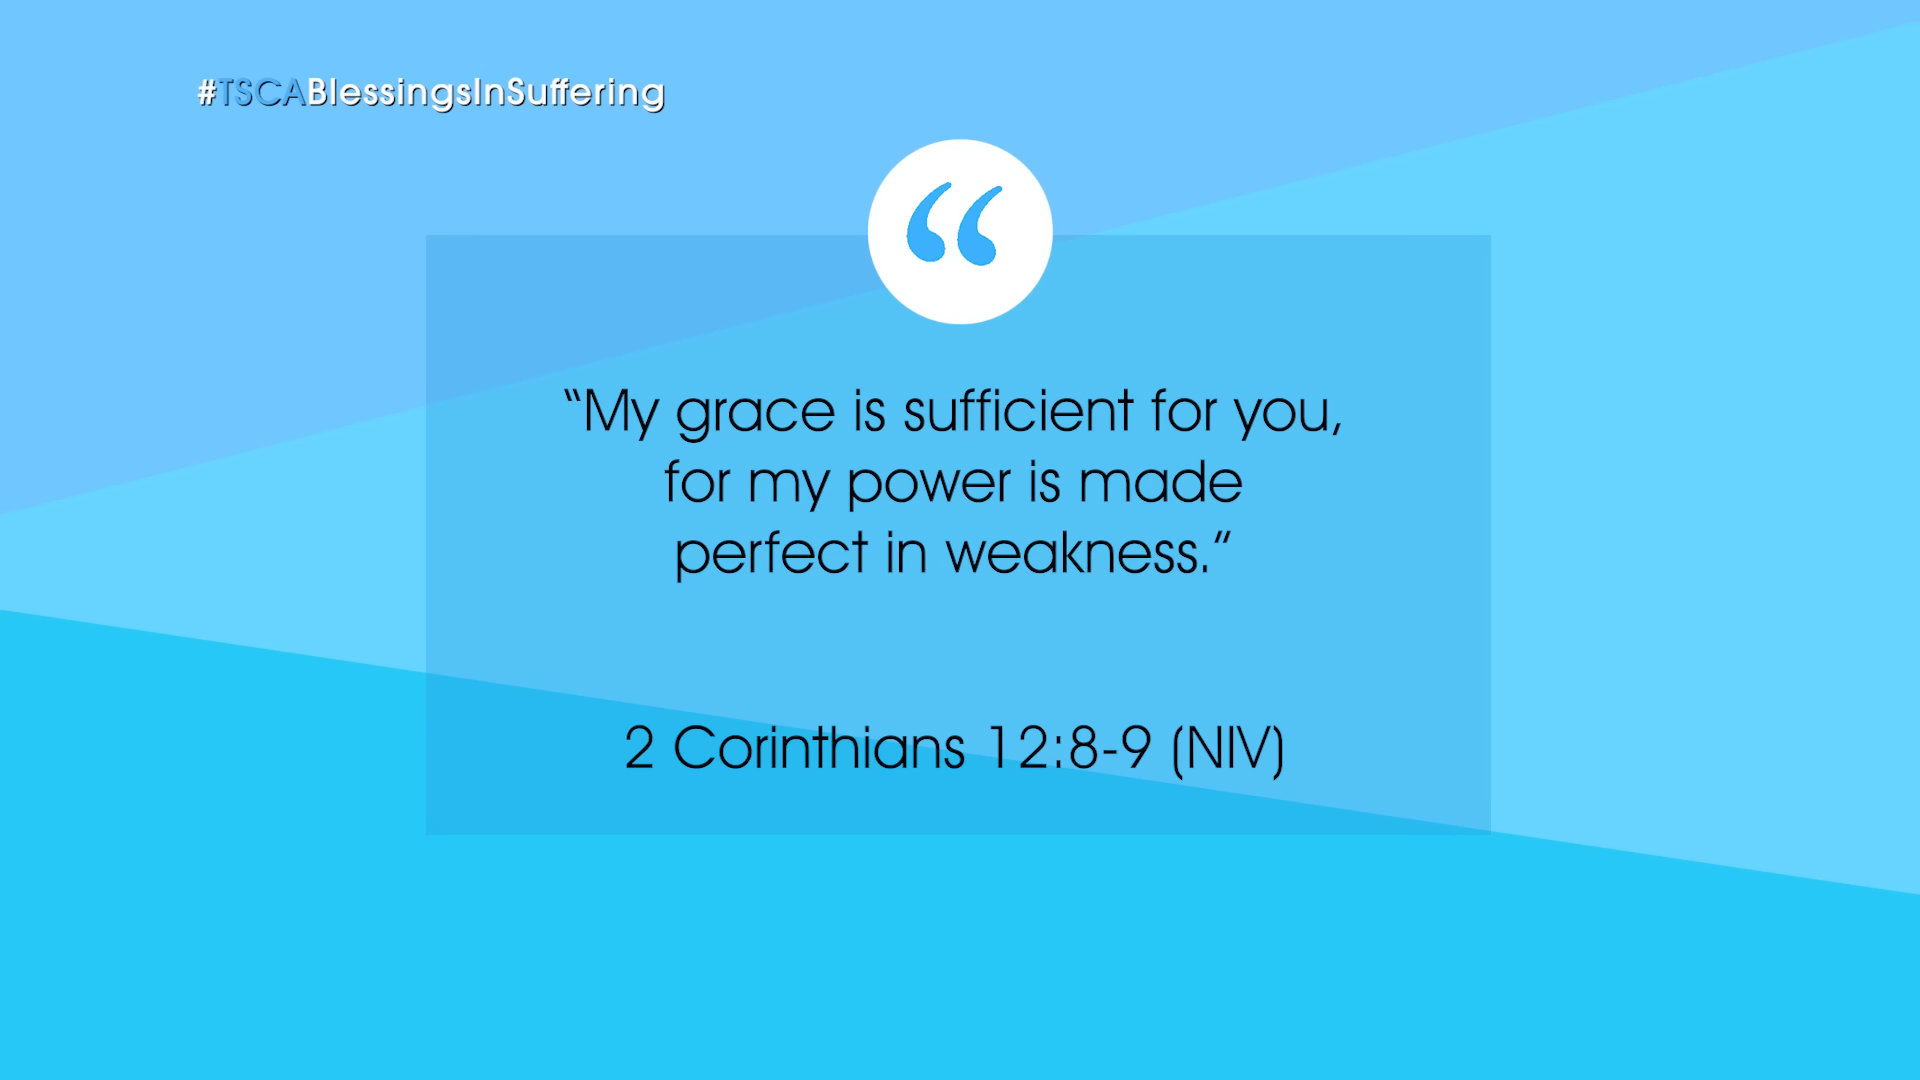 #TSCABlessingsInSuffering
“My grace is sufficient for you,
for my power is made
perfect in weakness.”
2 Corinthians 12:8-9 (NIV)